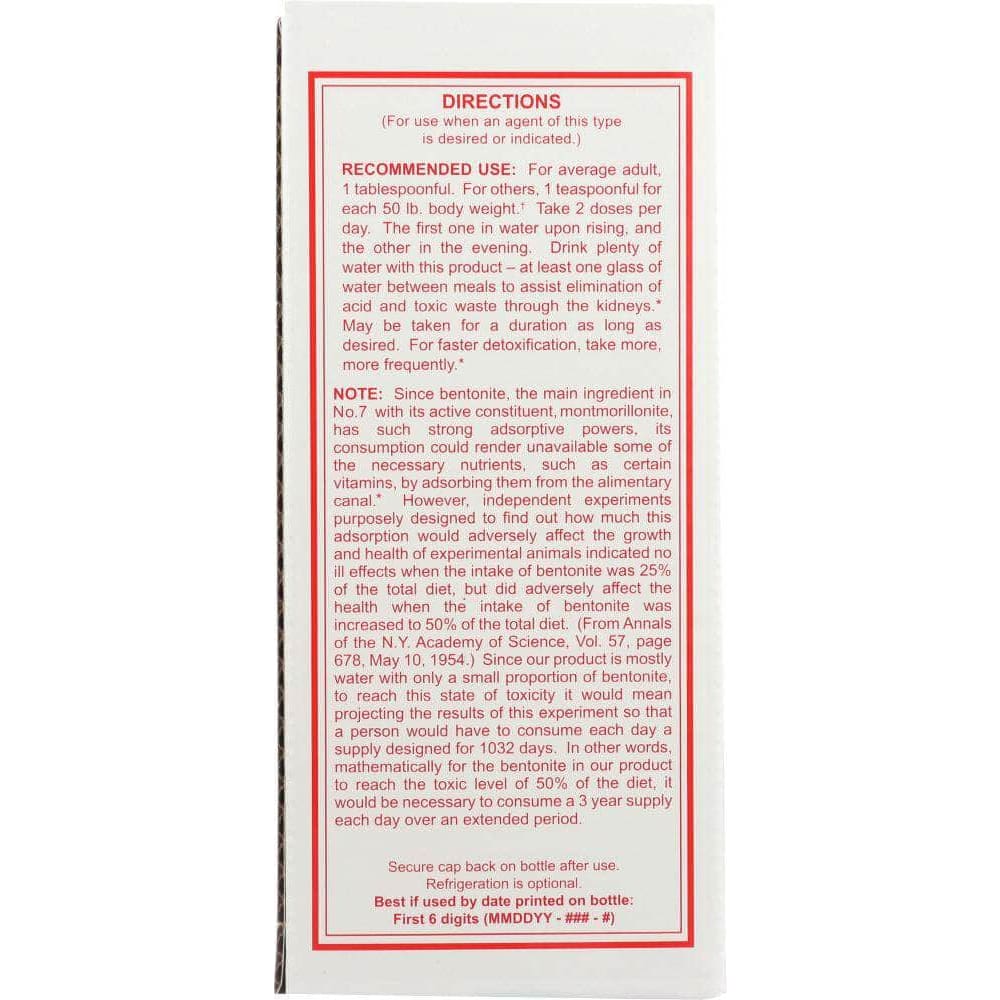 DIRECTIONS
(For use when an agent of this type
is desired or indicated.)
RECOMMENDED USE: For average adult,
1 tablespoonful. For others, 1 teaspoonful for
each 50 lb. body weight.† Take 2 doses per
day. The first one in water upon rising, and
the other in the evening. Drink plenty of
water with this product – at least one glass of
water between meals to assist elimination of
acid and toxic waste through the kidneys.*
May be taken for a duration as long as
desired. For faster detoxification, take more,
more frequently.*
NOTE: Since bentonite, the main ingredient in
No.7 with its active constituent, montmorillonite,
has such strong adsorptive powers, its
consumption could render unavailable some of
the necessary nutrients, such as certain
vitamins, by adsorbing them from the alimentary
canal.* However, independent experiments
purposely designed to find out how much this
adsorption would adversely affect the growth
and health of experimental animals indicated no
ill effects when the intake of bentonite was 25%
of the total diet, but did adversely affect the
health when the intake of bentonite was
increased to 50% of the total diet. (From Annals
of the N.Y. Academy of Science, Vol. 57, page
678, May 10, 1954.) Since our product is mostly
water with only a small proportion of bentonite,
to reach this state of toxicity it would mean
projecting the results of this experiment so that
a person would have to consume each day a
supply designed for 1032 days. In other words,
mathematically for the bentonite in our product
to reach the toxic level of 50% of the diet, it
would be necessary to consume a 3 year supply
each day over an extended period.
Secure cap back on bottle after use.
Refrigeration is optional.
Best if used by date printed on bottle:
First 6 digits (MMDDYY - ### - #)